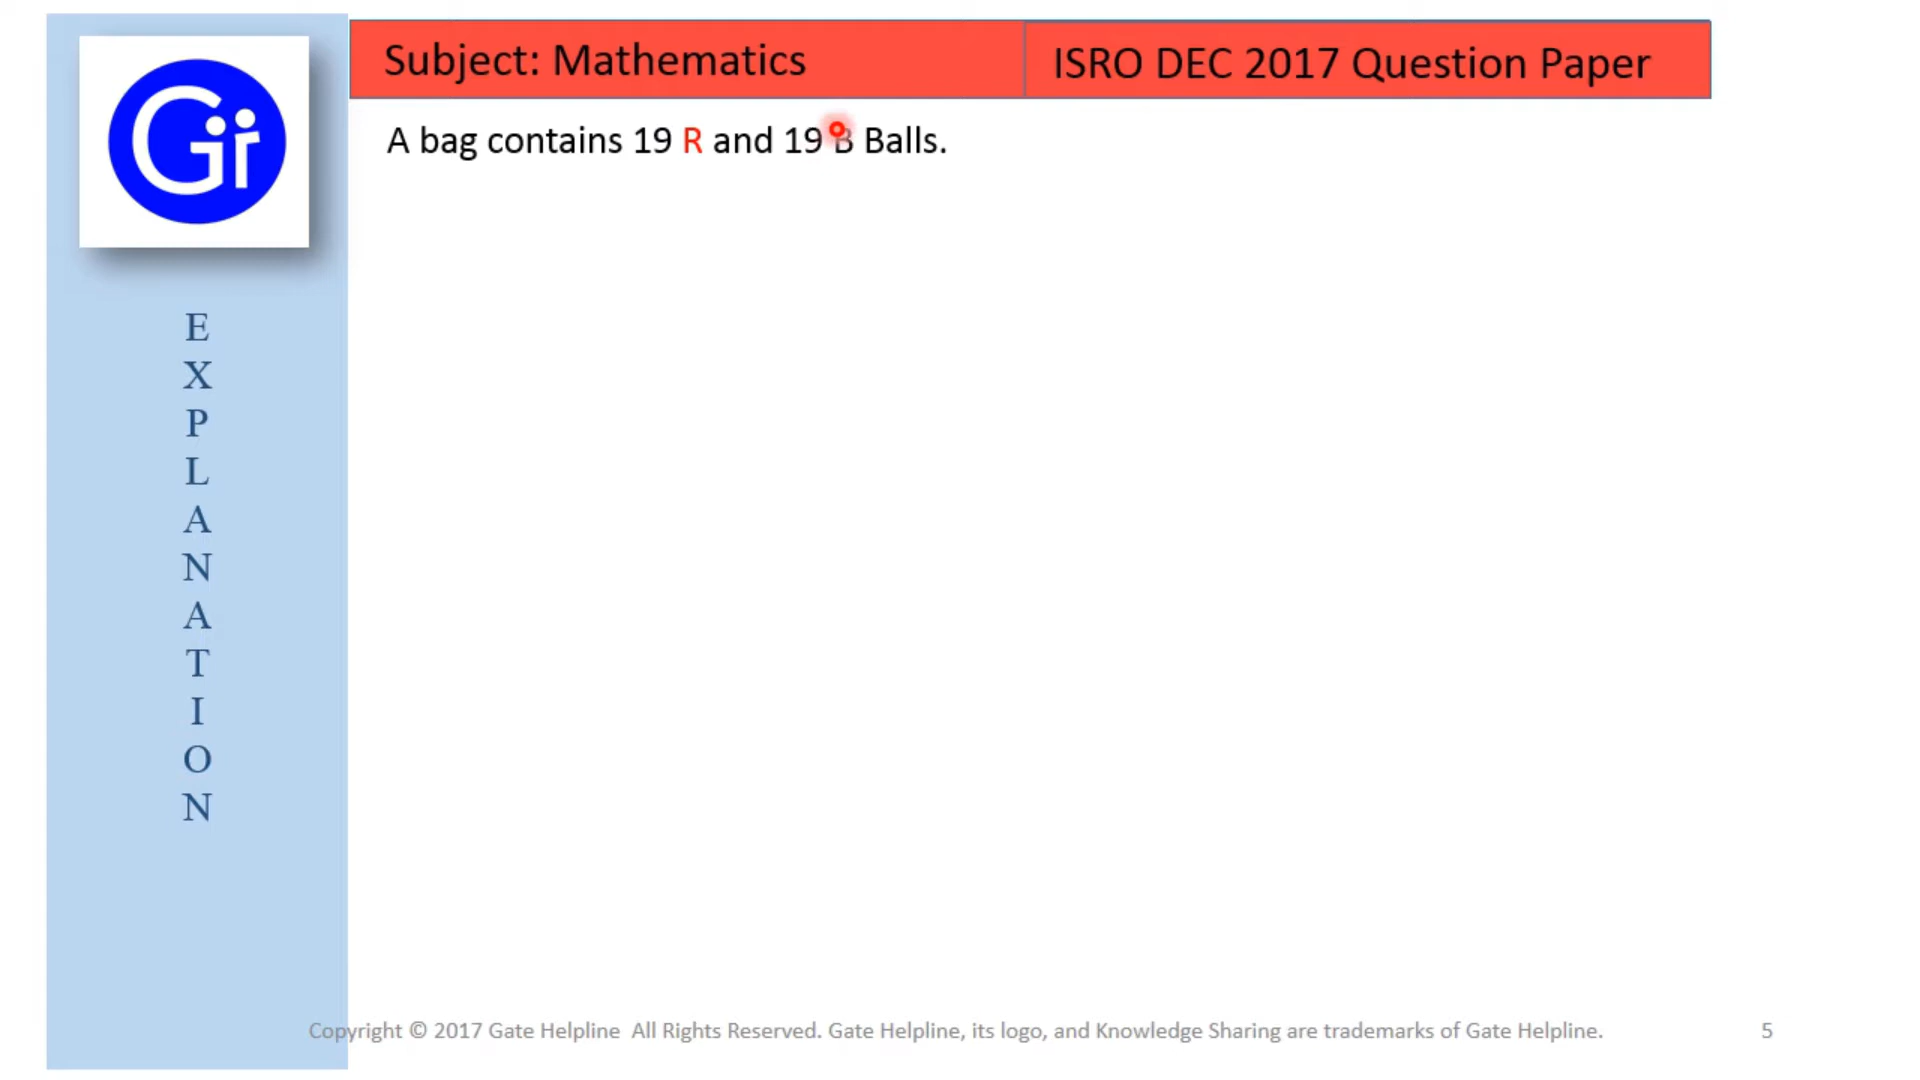 Subject: Mathematics
ISRO DEC 2017 Question Paper
A bag contains 19 R and 19 B Balls.
Gir
E
X
P
L
A
N
A
T
I
O
N
Copyright © 2017 Gate Helpline All Rights Reserved. Gate Helpline, its logo, and Knowledge Sharing are trademarks of Gate Helpline.
5